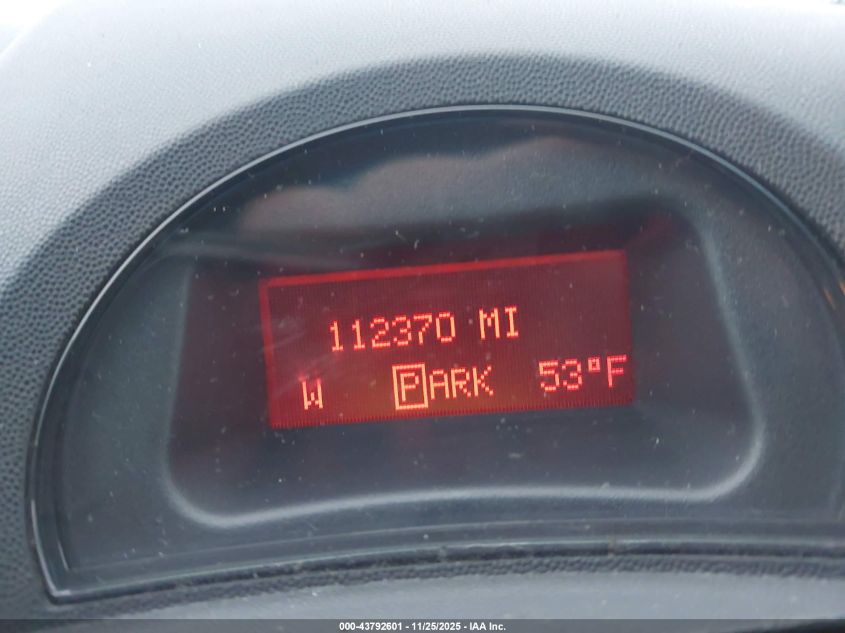 112370 MI
W PARK 53°F
000-43792601 - 11/25/2025 - IAA Inc.